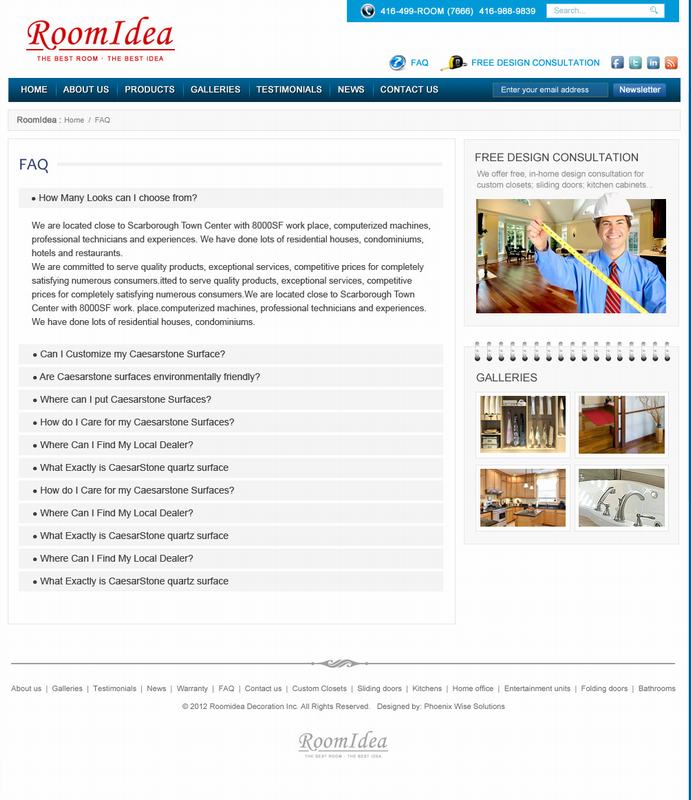 416-499-ROOM (7666)  416-988-9839
Search...
RoomIdea
THE BEST ROOM · THE BEST IDEA
FAQ
FREE DESIGN CONSULTATION
HOME
ABOUT US
PRODUCTS
GALLERIES
TESTIMONIALS
NEWS
CONTACT US
Enter your email address
Newsletter
RoomIdea : Home / FAQ
FAQ
• How Many Looks can I choose from?
We are located close to Scarborough Town Center with 8000SF work place, computerized machines,
professional technicians and experiences. We have done lots of residential houses, condominiums,
hotels and restaurants.
We are committed to serve quality products, exceptional services, competitive prices for completely
satisfying numerous consumers.itted to serve quality products, exceptional services, competitive
prices for completely satisfying numerous consumers.We are located close to Scarborough Town
Center with 8000SF work. place.computerized machines, professional technicians and experiences.
We have done lots of residential houses, condominiums.
• Can I Customize my Caesarstone Surface?
• Are Caesarstone surfaces environmentally friendly?
• Where can I put Caesarstone Surfaces?
• How do I Care for my Caesarstone Surfaces?
• Where Can I Find My Local Dealer?
• What Exactly is CaesarStone quartz surface
• How do I Care for my Caesarstone Surfaces?
• Where Can I Find My Local Dealer?
• What Exactly is CaesarStone quartz surface
• Where Can I Find My Local Dealer?
• What Exactly is CaesarStone quartz surface
FREE DESIGN CONSULTATION
We offer free, in-home design consultation for
custom closets; sliding doors; kitchen cabinets...
GALLERIES
About us | Galleries | Testimonials | News | Warranty | FAQ | Contact us | Custom Closets | Sliding doors | Kitchens | Home office | Entertainment units | Folding doors | Bathrooms
© 2012 Roomidea Decoration Inc. All Rights Reserved.   Designed by: Phoenix Wise Solutions
RoomIdea
THE BEST ROOM · THE BEST IDEA